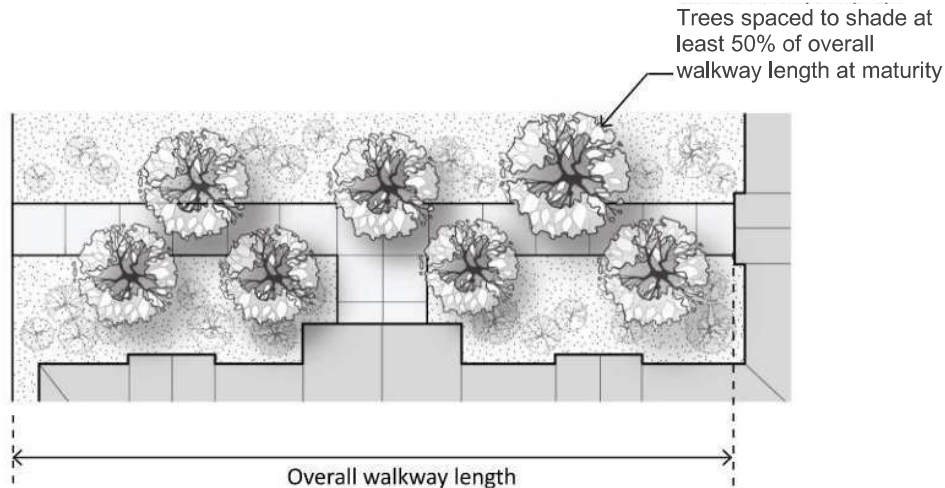 Trees spaced to shade at
least 50% of overall
walkway length at maturity
Overall walkway length